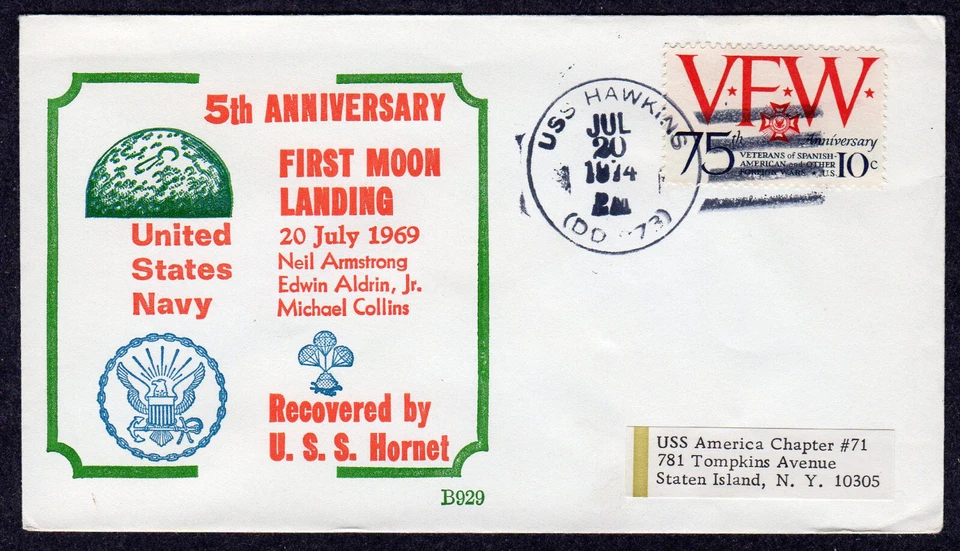 5th ANNIVERSARY
FIRST MOON
LANDING
20 July 1969
Neil Armstrong
Edwin Aldrin, Jr.
Michael Collins
United
States
Navy
Recovered by
U. S. S. Hornet
B929
USS HAWKINS
JUL
20
1974
PM
(DD -73)
V★F★W★
75th Anniversary
VETERANS of SPANISH-
AMERICAN and OTHER
FOREIGN WARS ★ U.S. 10c
USS America Chapter #71
781 Tompkins Avenue
Staten Island, N. Y. 10305